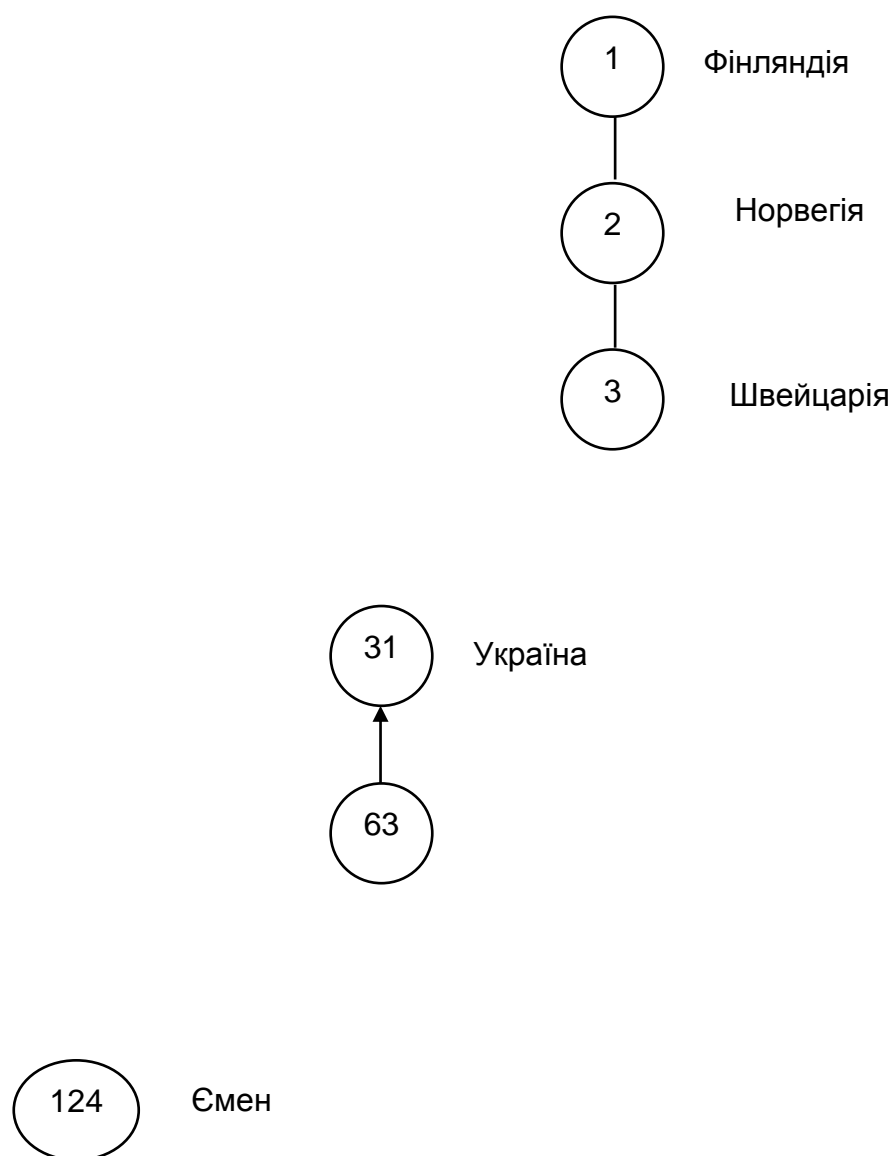 1 Фінляндія
2 Норвегія
3 Швейцарія
31 Україна
63
124 Ємен